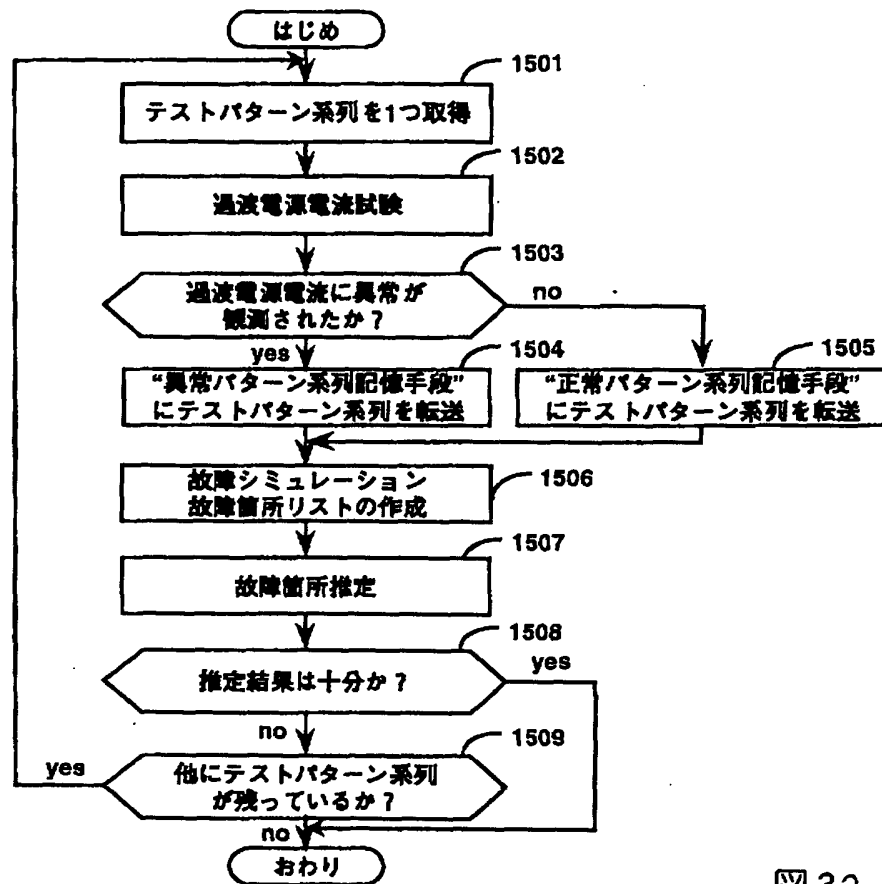 はじめ
1501
テストパターン系列を1つ取得
1502
過渡電源電流試験
1503
過渡電源電流に異常が
観測されたか？
no
yes
1504
“異常パターン系列記憶手段”
にテストパターン系列を転送
1505
“正常パターン系列記憶手段”
にテストパターン系列を転送
1506
故障シミュレーション
故障箇所リストの作成
1507
故障箇所推定
1508
推定結果は十分か？
yes
no
1509
他にテストパターン系列
が残っているか？
yes
no
おわり
図32